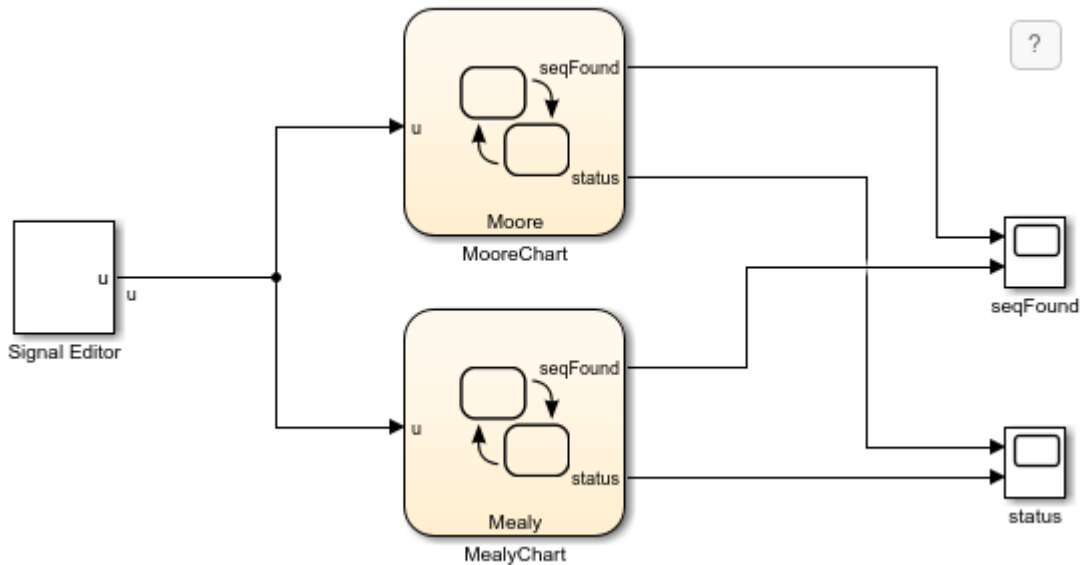 ?
seqFound
u
status
Moore
MooreChart
u
u
Signal Editor
seqFound
seqFound
u
status
Mealy
MealyChart
status